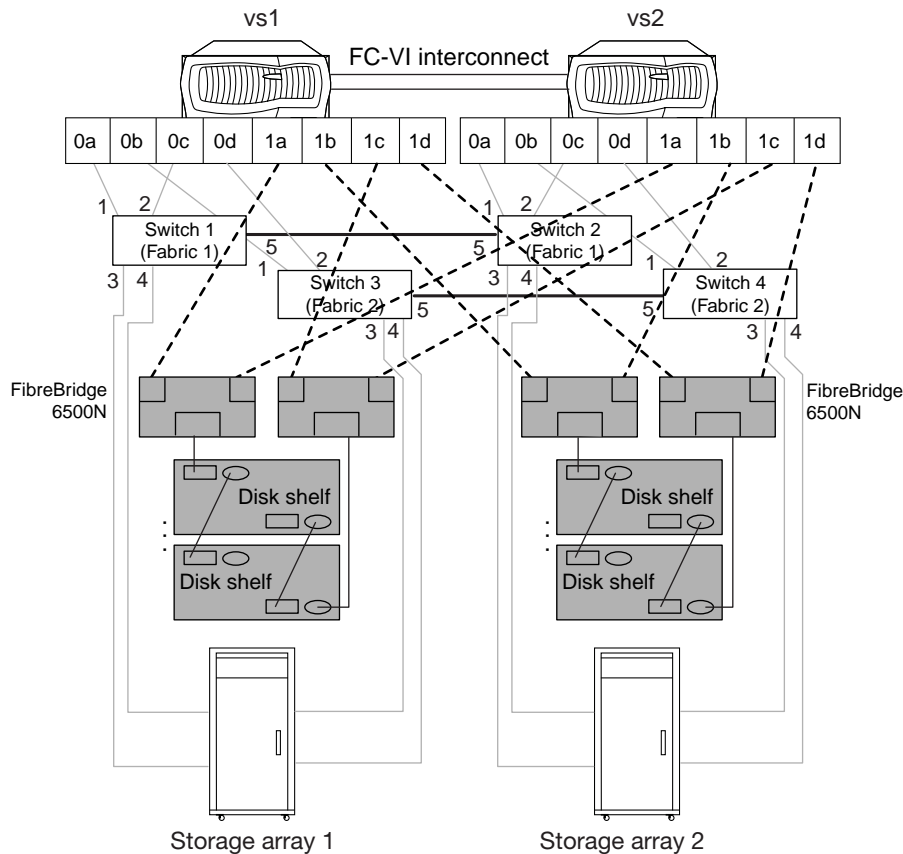 vs1
vs2
FC-VI interconnect
0a 0b 0c 0d 1a 1b 1c 1d
0a 0b 0c 0d 1a 1b 1c 1d
1
2
Switch 1
(Fabric 1)
5
3
4
1
2
Switch 3
(Fabric 2)
5
3
4
1
2
Switch 2
(Fabric 1)
5
3
4
1
2
Switch 4
(Fabric 2)
5
3
4
FibreBridge
6500N
FibreBridge
6500N
Disk shelf
Disk shelf
Disk shelf
Disk shelf
Storage array 1
Storage array 2